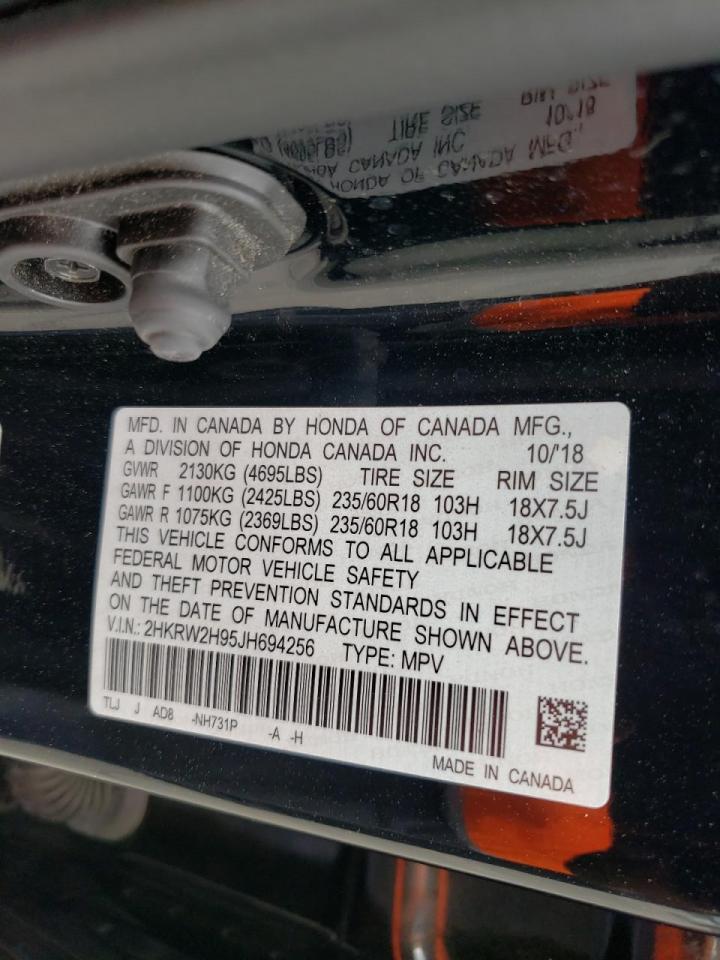 MFD. IN CANADA BY HONDA OF CANADA MFG.,
A DIVISION OF HONDA CANADA INC. 10/'18
GVWR 2130KG (4695LBS) TIRE SIZE RIM SIZE
GAWR F 1100KG (2425LBS) 235/60R18 103H 18X7.5J
GAWR R 1075KG (2369LBS) 235/60R18 103H 18X7.5J
THIS VEHICLE CONFORMS TO ALL APPLICABLE
FEDERAL MOTOR VEHICLE SAFETY
AND THEFT PREVENTION STANDARDS IN EFFECT
ON THE DATE OF MANUFACTURE SHOWN ABOVE.
V.I.N.: 2HKRW2H95JH694256 TYPE: MPV
TLJ J AD8 -NH731P -A -H
MADE IN CANADA